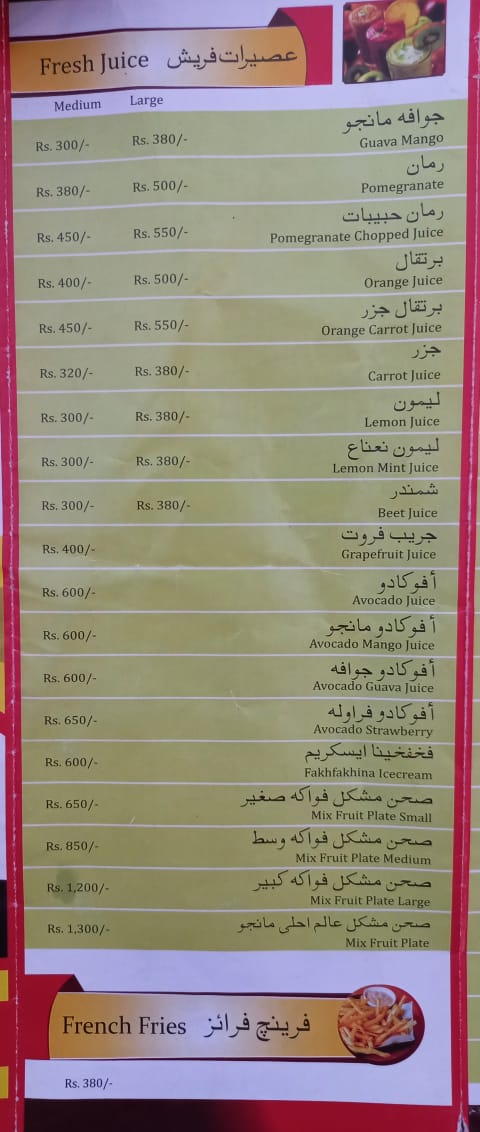 Fresh Juice عصيرات فريش
Medium Large
جوافه مانجو
Rs. 300/- Rs. 380/- Guava Mango
رمان
Rs. 380/- Rs. 500/- Pomegranate
رمان حبيبات
Rs. 450/- Rs. 550/- Pomegranate Chopped Juice
برتقال
Rs. 400/- Rs. 500/- Orange Juice
برتقال جزر
Rs. 450/- Rs. 550/- Orange Carrot Juice
جزر
Rs. 320/- Rs. 380/- Carrot Juice
ليمون
Rs. 300/- Rs. 380/- Lemon Juice
ليمون نعناع
Rs. 300/- Rs. 380/- Lemon Mint Juice
شمندر
Rs. 300/- Rs. 380/- Beet Juice
جريب فروت
Rs. 400/- Grapefruit Juice
أفوكادو
Rs. 600/- Avocado Juice
أفوكادو مانجو
Rs. 600/- Avocado Mango Juice
أفوكادو جوافه
Rs. 600/- Avocado Guava Juice
أفوكادو فراوله
Rs. 650/- Avocado Strawberry
فخفخينا ايسكريم
Rs. 600/- Fakhfakhina Icecream
صحن مشكل فواكه صغير
Rs. 650/- Mix Fruit Plate Small
صحن مشكل فواكه وسط
Rs. 850/- Mix Fruit Plate Medium
صحن مشكل فواكه كبير
Rs. 1,200/- Mix Fruit Plate Large
صحن مشكل عالم احلى مانجو
Rs. 1,300/- Mix Fruit Plate
French Fries فرينچ فرائز
Rs. 380/-